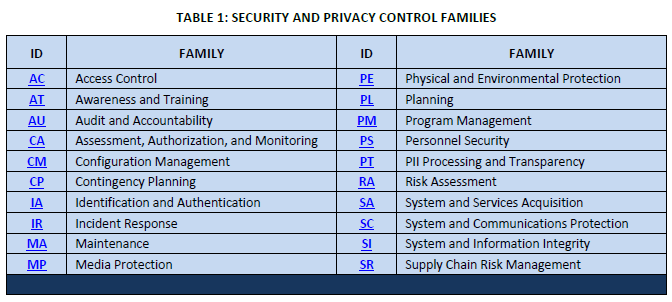 TABLE 1: SECURITY AND PRIVACY CONTROL FAMILIES
ID FAMILY ID FAMILY
AC Access Control PE Physical and Environmental Protection
AT Awareness and Training PL Planning
AU Audit and Accountability PM Program Management
CA Assessment, Authorization, and Monitoring PS Personnel Security
CM Configuration Management PT PII Processing and Transparency
CP Contingency Planning RA Risk Assessment
IA Identification and Authentication SA System and Services Acquisition
IR Incident Response SC System and Communications Protection
MA Maintenance SI System and Information Integrity
MP Media Protection SR Supply Chain Risk Management